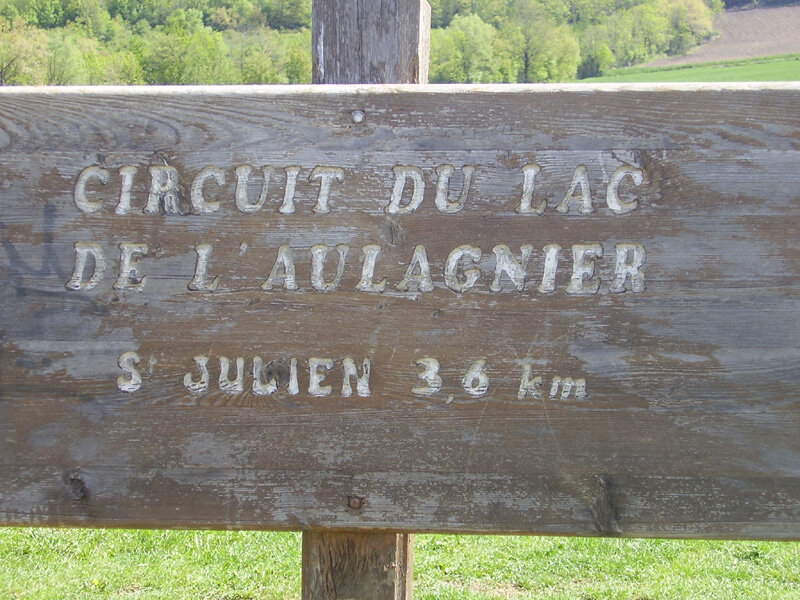 CIRCUIT DU LAC
DE L'AULAGNIER
St JULIEN 3,6 km